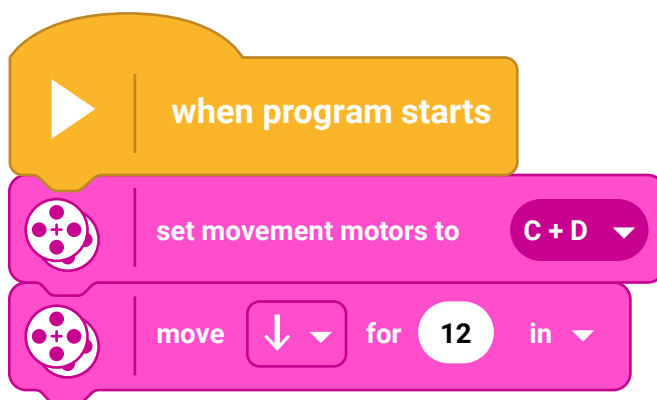 when program starts
set movement motors to C + D
move for 12 in